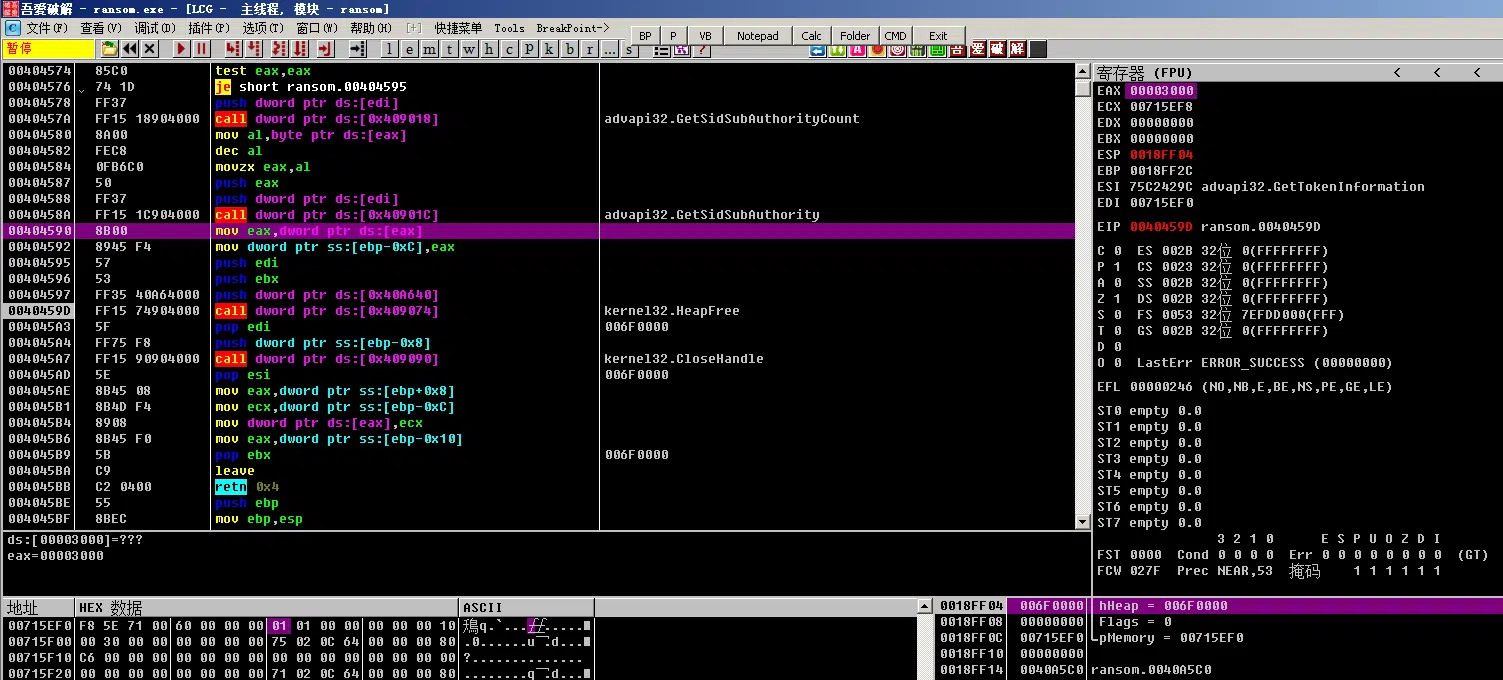 吾爱破解 - ransom.exe - [LCG - 主线程, 模块 - ransom]
文件(F) 查看(V) 调试(D) 插件(P) 选项(T) 窗口(W) 帮助(H) [+] 快捷菜单 Tools BreakPoint->
BP P VB Notepad Calc Folder CMD Exit
暂停 l e m t w h c p k b r ... s
00404574 85C0 test eax,eax
00404576 74 1D je short ransom.00404595
00404578 FF37 push dword ptr ds:[edi]
0040457A FF15 18904000 call dword ptr ds:[0x409018] advapi32.GetSidSubAuthorityCount
00404580 8A00 mov al,byte ptr ds:[eax]
00404582 FEC8 dec al
00404584 0FB6C0 movzx eax,al
00404587 50 push eax
00404588 FF37 push dword ptr ds:[edi]
0040458A FF15 1C904000 call dword ptr ds:[0x40901C] advapi32.GetSidSubAuthority
00404590 8B00 mov eax,dword ptr ds:[eax]
00404592 8945 F4 mov dword ptr ss:[ebp-0xC],eax
00404595 57 push edi
00404596 53 push ebx
00404597 FF35 40A64000 push dword ptr ds:[0x40A640]
0040459D FF15 74904000 call dword ptr ds:[0x409074] kernel32.HeapFree
004045A3 5F pop edi 006F0000
004045A4 FF75 F8 push dword ptr ss:[ebp-0x8]
004045A7 FF15 90904000 call dword ptr ds:[0x409090] kernel32.CloseHandle
004045AD 5E pop esi 006F0000
004045AE 8B45 08 mov eax,dword ptr ss:[ebp+0x8]
004045B1 8B4D F4 mov ecx,dword ptr ss:[ebp-0xC]
004045B4 8908 mov dword ptr ds:[eax],ecx
004045B6 8B45 F0 mov eax,dword ptr ss:[ebp-0x10]
004045B9 5B pop ebx 006F0000
004045BA C9 leave
004045BB C2 0400 retn 0x4
004045BE 55 push ebp
004045BF 8BEC mov ebp,esp
ds:[00003000]=???
eax=00003000
寄存器 (FPU) < < <
EAX 00003000
ECX 00715EF8
EDX 00000000
EBX 00000000
ESP 0018FF04
EBP 0018FF2C
ESI 75C2429C advapi32.GetTokenInformation
EDI 00715EF0
EIP 0040459D ransom.0040459D
C 0 ES 002B 32位 0(FFFFFFFF)
P 1 CS 0023 32位 0(FFFFFFFF)
A 0 SS 002B 32位 0(FFFFFFFF)
Z 1 DS 002B 32位 0(FFFFFFFF)
S 0 FS 0053 32位 7EFDD000(FFF)
T 0 GS 002B 32位 0(FFFFFFFF)
D 0
O 0 LastErr ERROR_SUCCESS (00000000)
EFL 00000246 (NO,NB,E,BE,NS,PE,GE,LE)
ST0 empty 0.0
ST1 empty 0.0
ST2 empty 0.0
ST3 empty 0.0
ST4 empty 0.0
ST5 empty 0.0
ST6 empty 0.0
ST7 empty 0.0
3 2 1 0 E S P U O Z D I
FST 0000 Cond 0 0 0 0 Err 0 0 0 0 0 0 0 0 (GT)
FCW 027F Prec NEAR,53 掩码 1 1 1 1 1 1
地址 HEX 数据 ASCII
00715EF0 F8 5E 71 00 60 00 00 00 01 01 00 00 00 00 00 10
00715F00 00 30 00 00 00 00 00 00 75 02 0C 64 00 00 00 80
00715F10 C6 00 00 00 00 00 00 00 00 00 00 00 00 00 00 00 ?...............
00715F20 00 00 00 00 00 00 00 00 71 02 0C 64 00 00 00 80
0018FF04 006F0000 hHeap = 006F0000
0018FF08 00000000 Flags = 0
0018FF0C 00715EF0 pMemory = 00715EF0
0018FF10 00000000
0018FF14 0040A5C0 ransom.0040A5C0